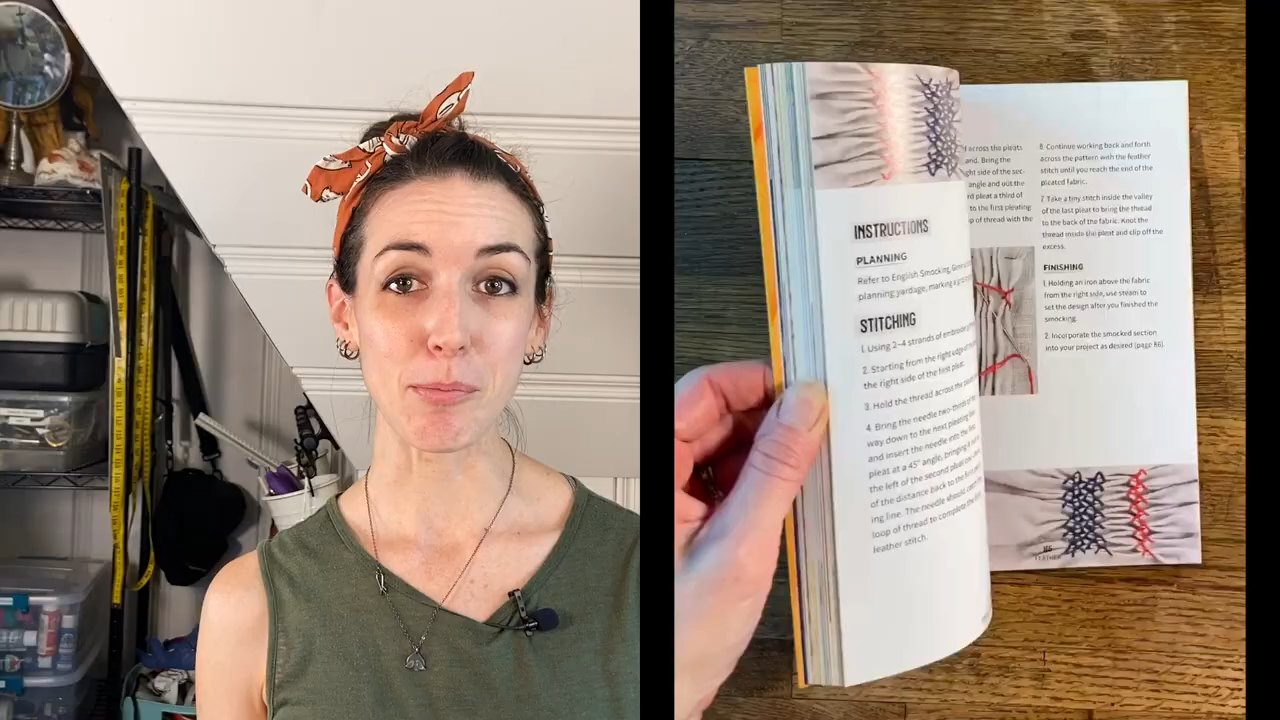 INSTRUCTIONS
PLANNING
Refer to English Smocking,
planning yardage, marking a
STITCHING
1. Using 2–4 strands of
2. Starting from the right edge
the right side of the first pleat.
3. Hold the thread across the
4. Bring the needle two-thirds
way down to the next pleating
and insert the needle into the
pleat at a 45° angle, bringing
the left of the second pleat
of the distance back to the first
ing line. The needle should
loop of thread to complete the
feather stitch.
d across the pleats
and. Bring the
ght side of the sec-
angle and out the
nd pleat a third of
to the first pleating
p of thread with the
6 Continue working back and forth
across the pattern with the feather
stitch until you reach the end of the
pleated fabric.
7 Take a tiny stitch inside the valley
of the last pleat to bring the thread
to the back of the fabric. Knot the
thread inside the pleat and clip off the
excess.
FINISHING
1. Holding an iron above the fabric
from the right side, use steam to
set the design after you finished the
smocking.
2. Incorporate the smocked section
into your project as desired (page 86).
FEATHER